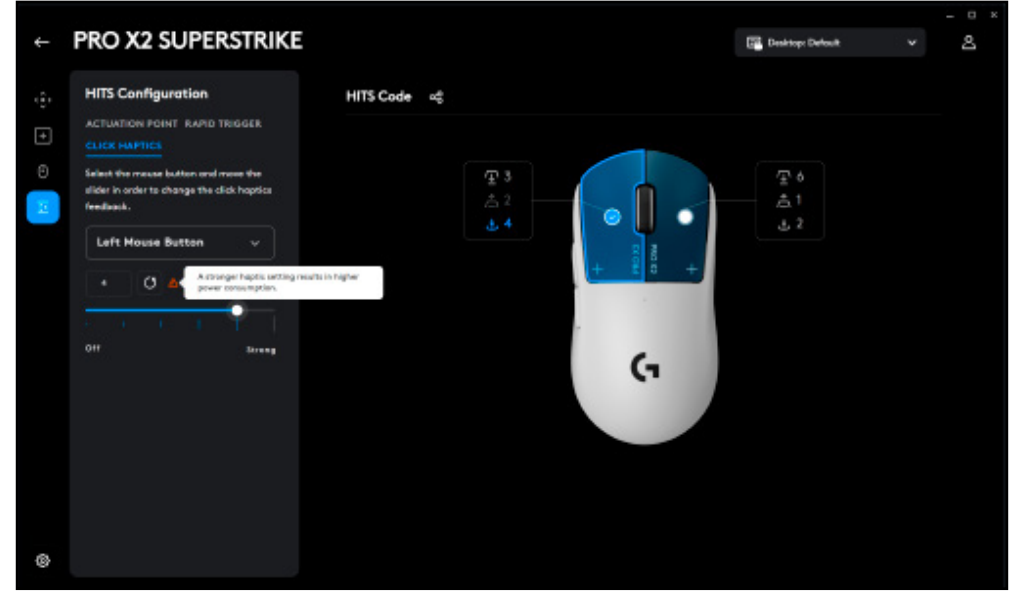 PRO X2 SUPERSTRIKE
Desktop: Default
HITS Configuration
ACTUATION POINT RAPID TRIGGER
CLICK HAPTICS
Select the mouse button and move the
slider in order to change the click haptics
feedback.
Left Mouse Button
4
A stronger haptic setting results in higher
power consumption.
Off
Strong
HITS Code
3
2
4
6
1
2
PRO X2
PRO X2
G